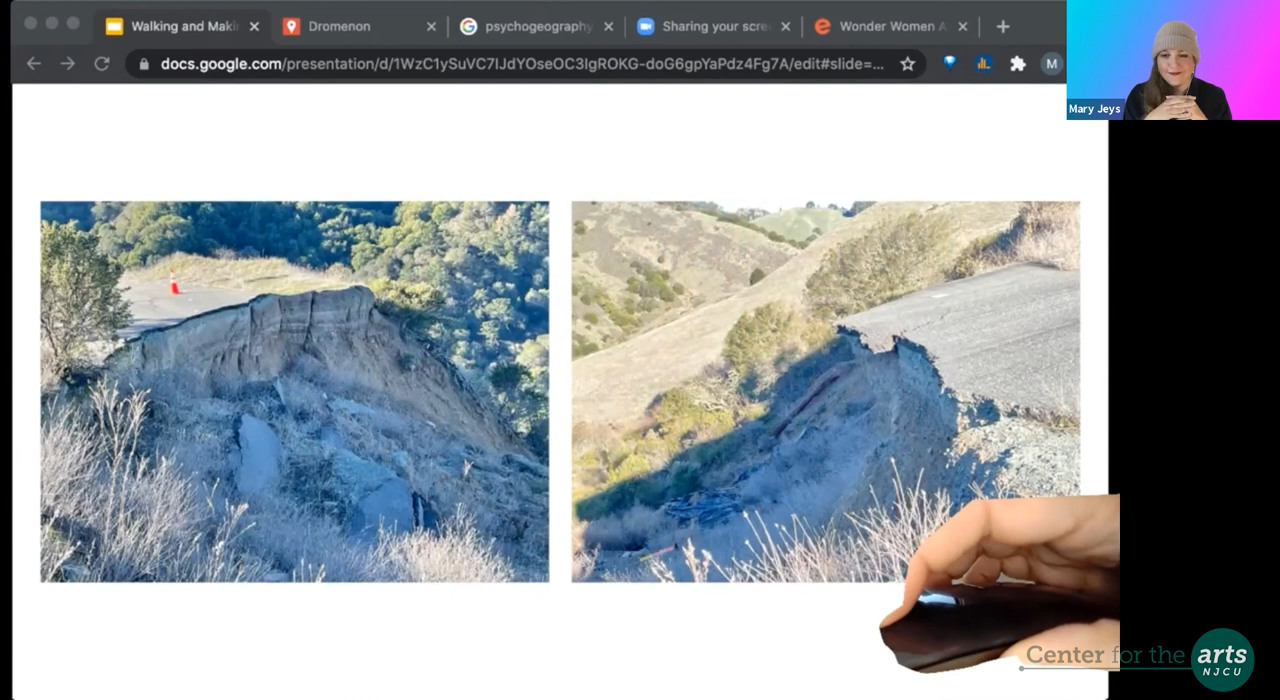 Walking and Maki
Dromenon
psychogeography
Sharing your scre
Wonder Women A
docs.google.com/presentation/d/1WzC1ySuVC7IJdYOseOC3lgROKG-doG6gpYaPdz4Fg7A/edit#slide=...
M
Mary Jeys
Center for the arts
NJCU